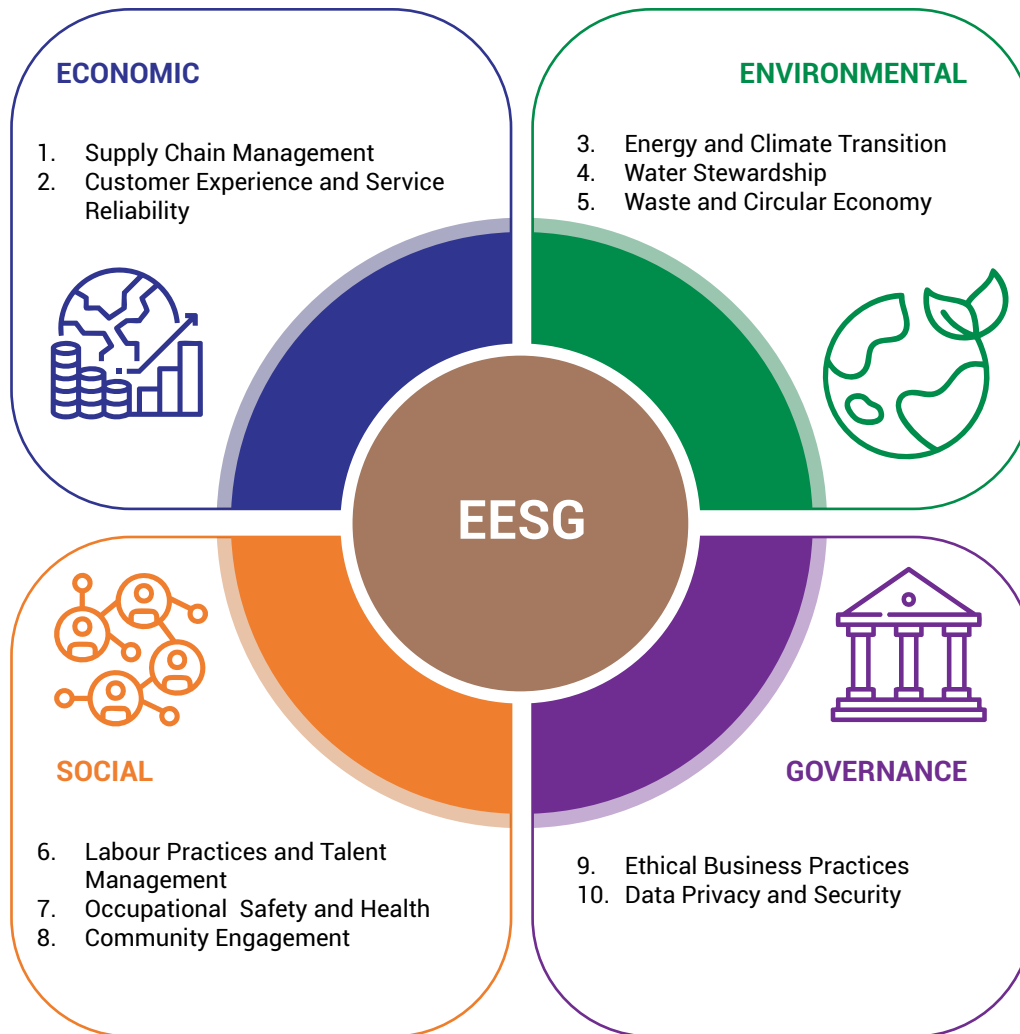 ECONOMIC
1. Supply Chain Management
2. Customer Experience and Service
Reliability
ENVIRONMENTAL
3. Energy and Climate Transition
4. Water Stewardship
5. Waste and Circular Economy
EESG
SOCIAL
6. Labour Practices and Talent
Management
7. Occupational  Safety and Health
8. Community Engagement
GOVERNANCE
9. Ethical Business Practices
10. Data Privacy and Security